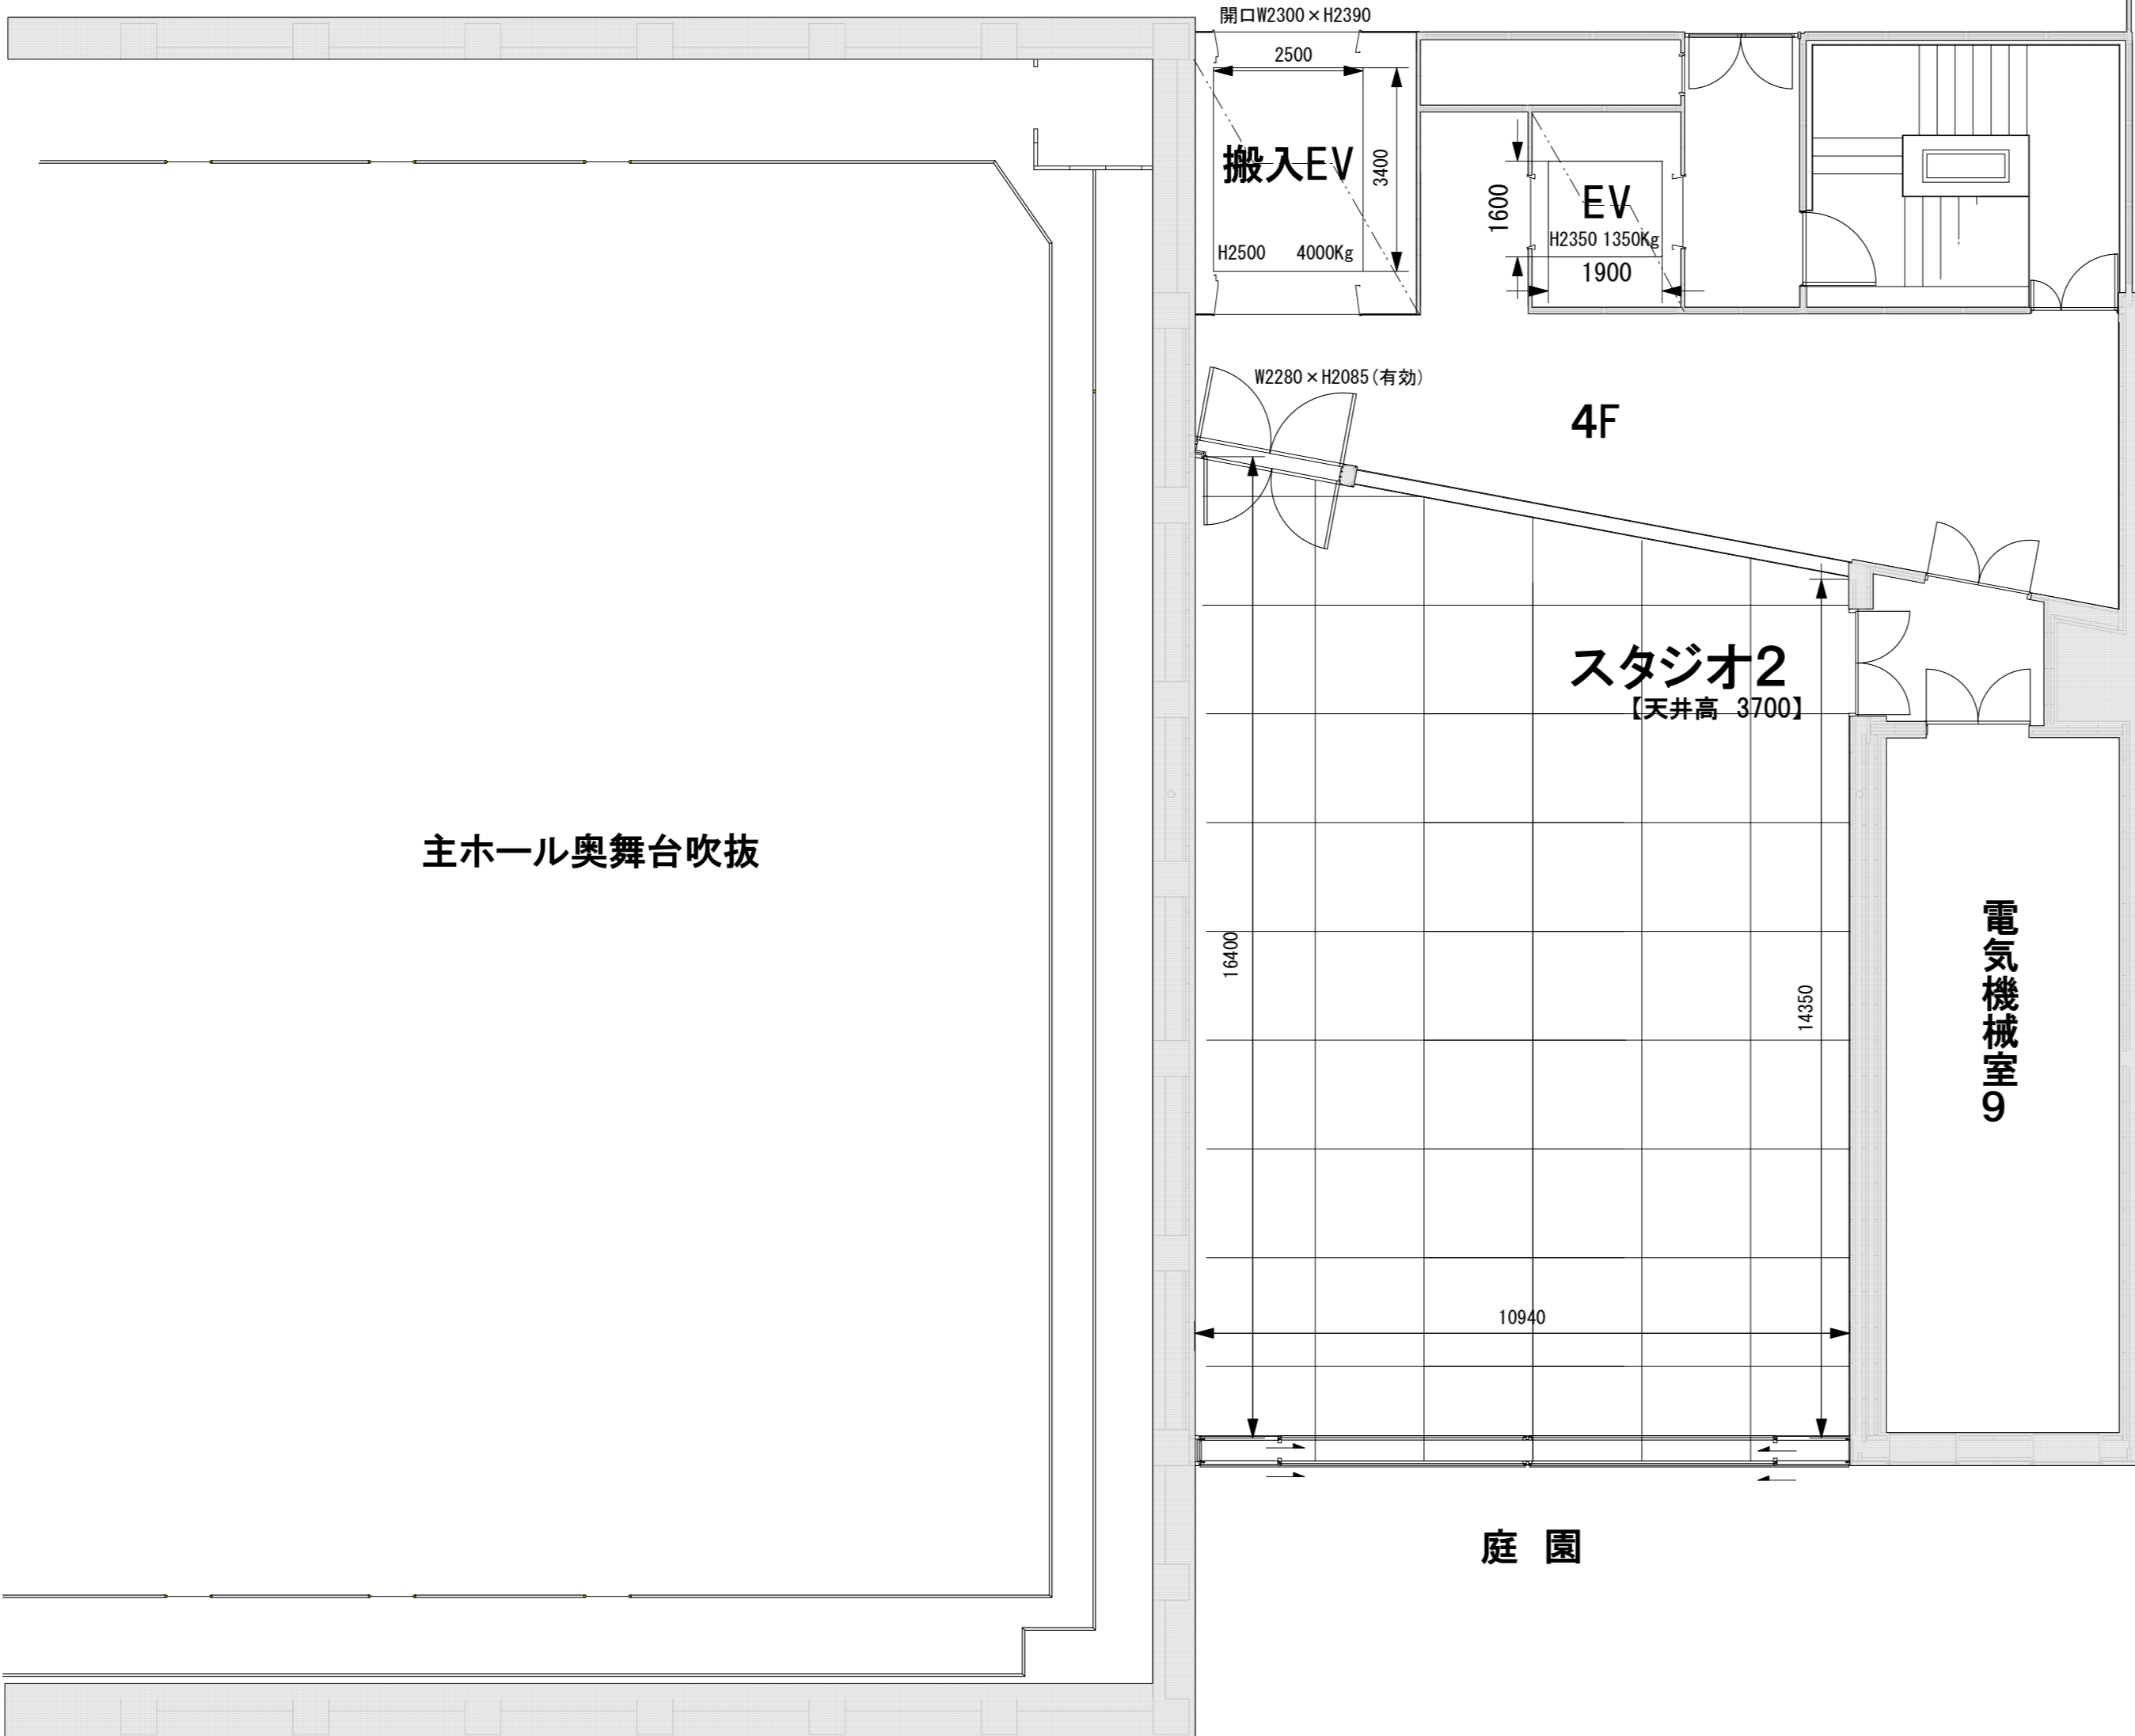 開口W2300×H2390
2500
搬入EV
3400
H2500 4000Kg
1600
EV
H2350 1350Kg
1900
W2280×H2085(有効)
4F
スタジオ2
【天井高 3700】
主ホール奥舞台吹抜
16400
14350
電気機械室9
10940
庭 園